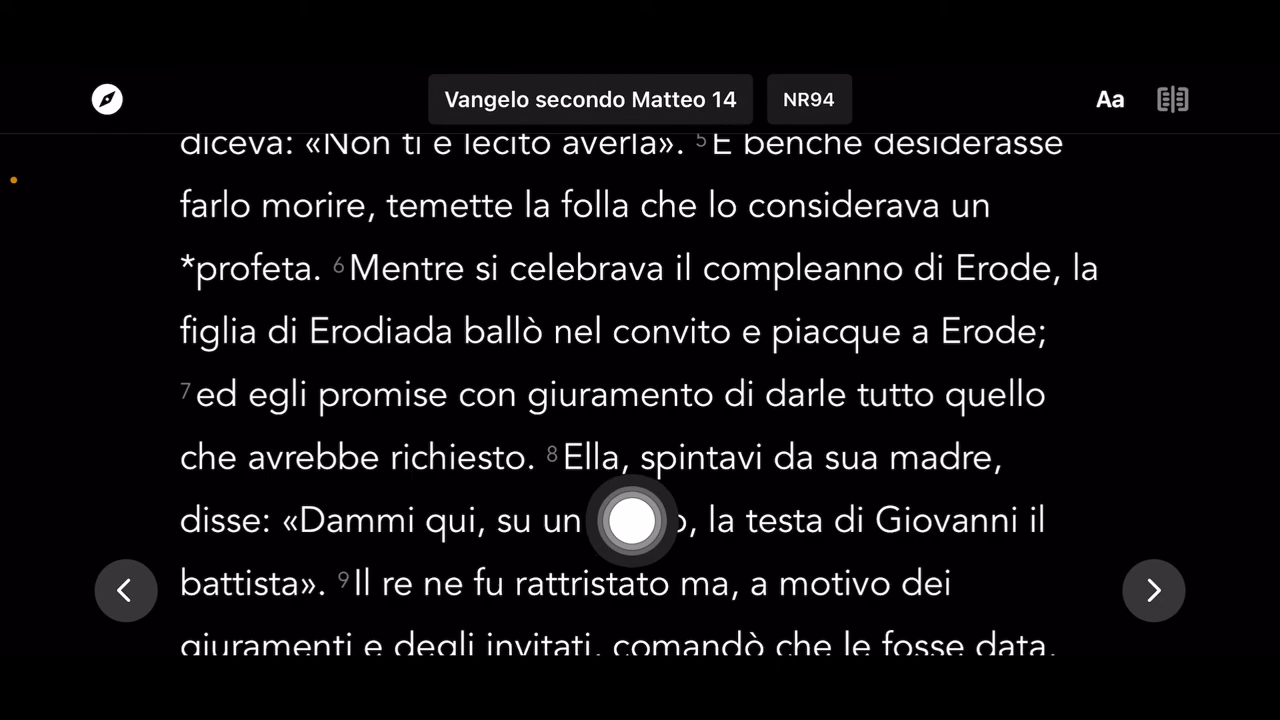 Vangelo secondo Matteo 14 NR94 Aa
diceva: «Non ti è lecito averla». 5 E benché desiderasse
farlo morire, temette la folla che lo considerava un
*profeta. 6 Mentre si celebrava il compleanno di Erode, la
figlia di Erodiada ballò nel convito e piacque a Erode;
7 ed egli promise con giuramento di darle tutto quello
che avrebbe richiesto. 8 Ella, spintavi da sua madre,
disse: «Dammi qui, su un la testa di Giovanni il
battista». 9 Il re ne fu rattristato ma, a motivo dei
giuramenti e degli invitati, comandò che le fosse data,